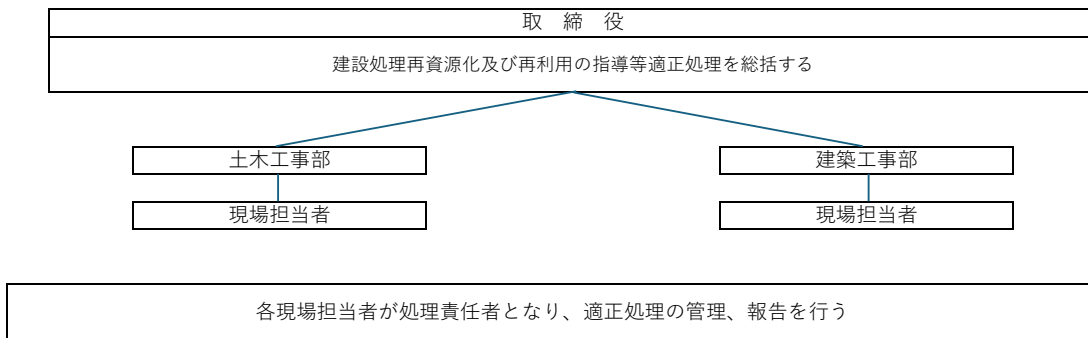 取　締　役
建設処理再資源化及び再利用の指導等適正処理を総括する
土木工事部
建築工事部
現場担当者
現場担当者
各現場担当者が処理責任者となり、適正処理の管理、報告を行う